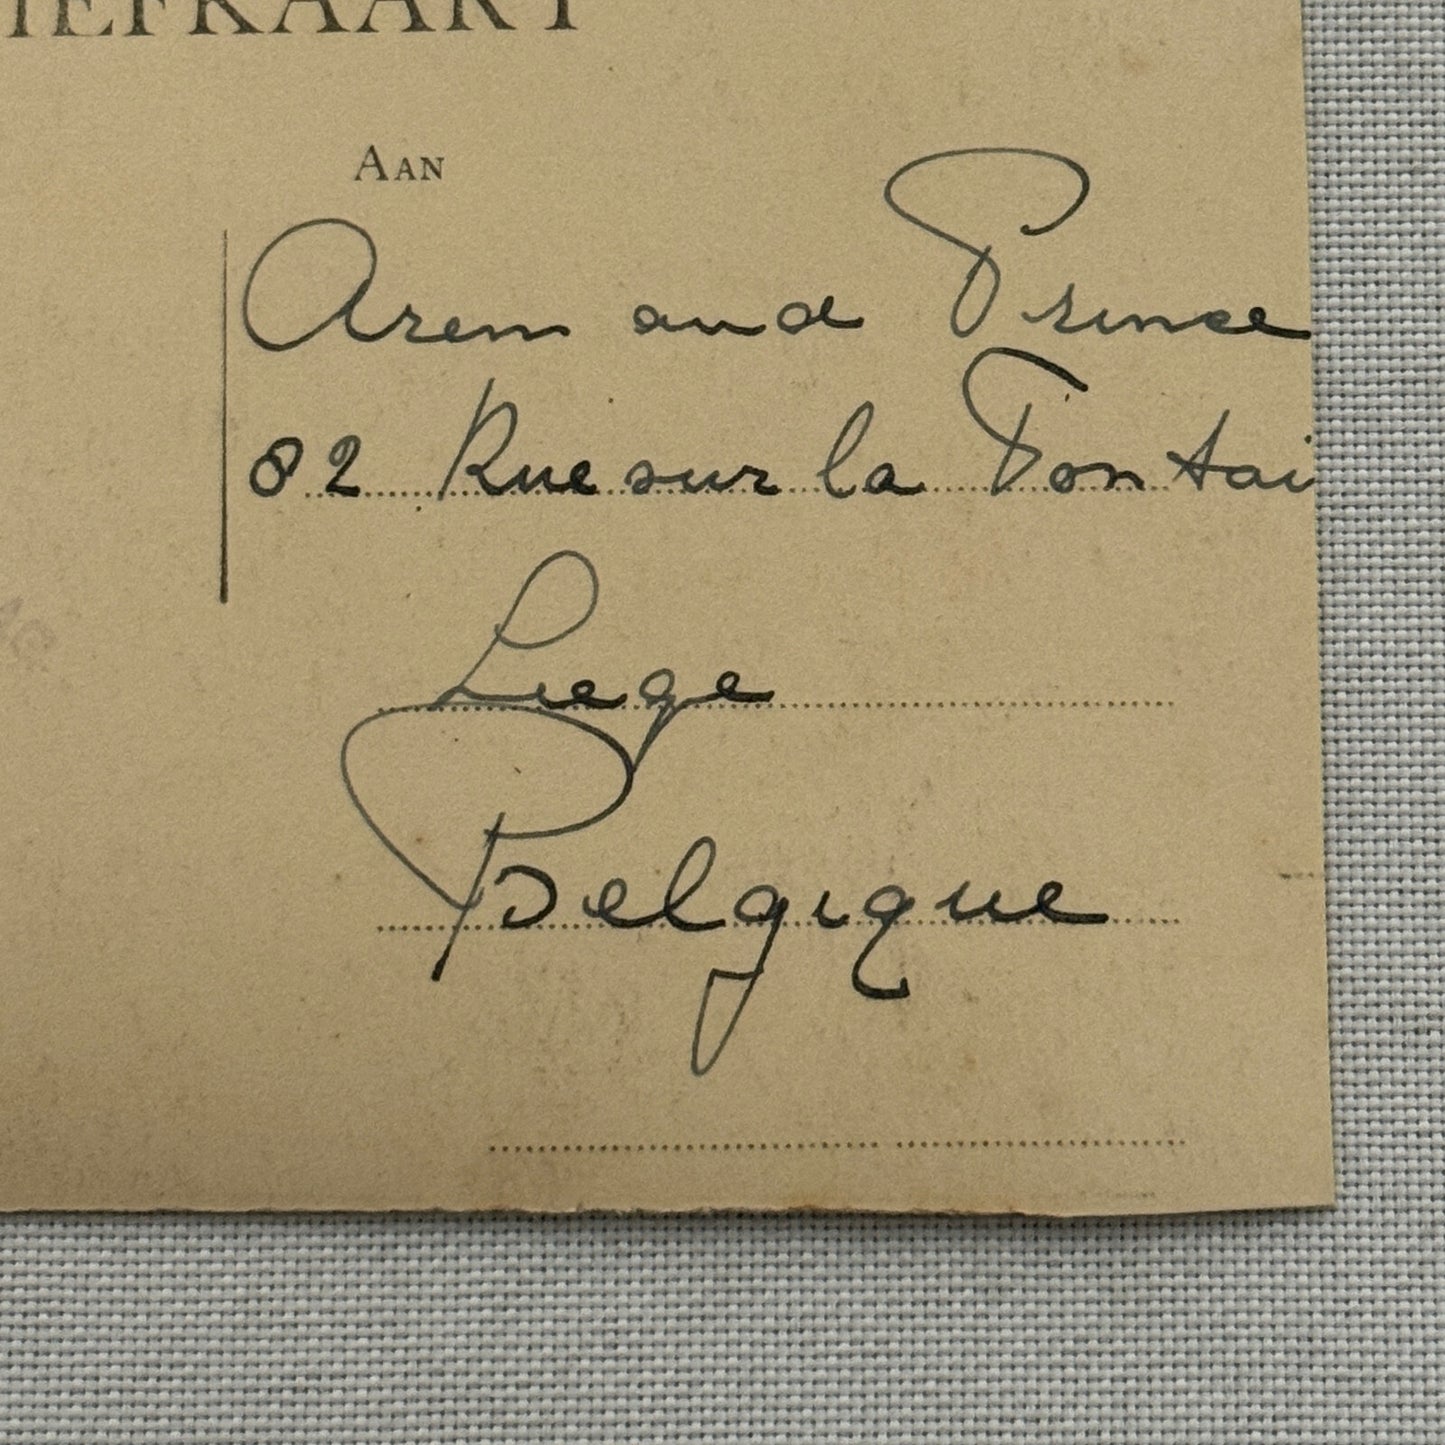 IEFKAART
AAN
Arem and Prince
82 Rue sur la Fontai
Liege
Belgique